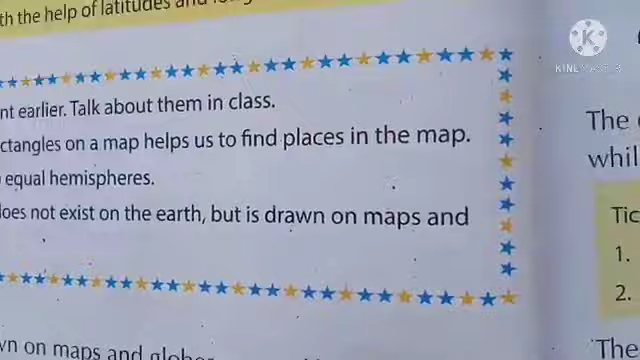 th the help of latitudes and
nt earlier. Talk about them in class.
ctangles on a map helps us to find places in the map.
equal hemispheres.
does not exist on the earth, but is drawn on maps and
wn on maps and glob
KINEMASTER
The
whil
Tic
1.
2.
The